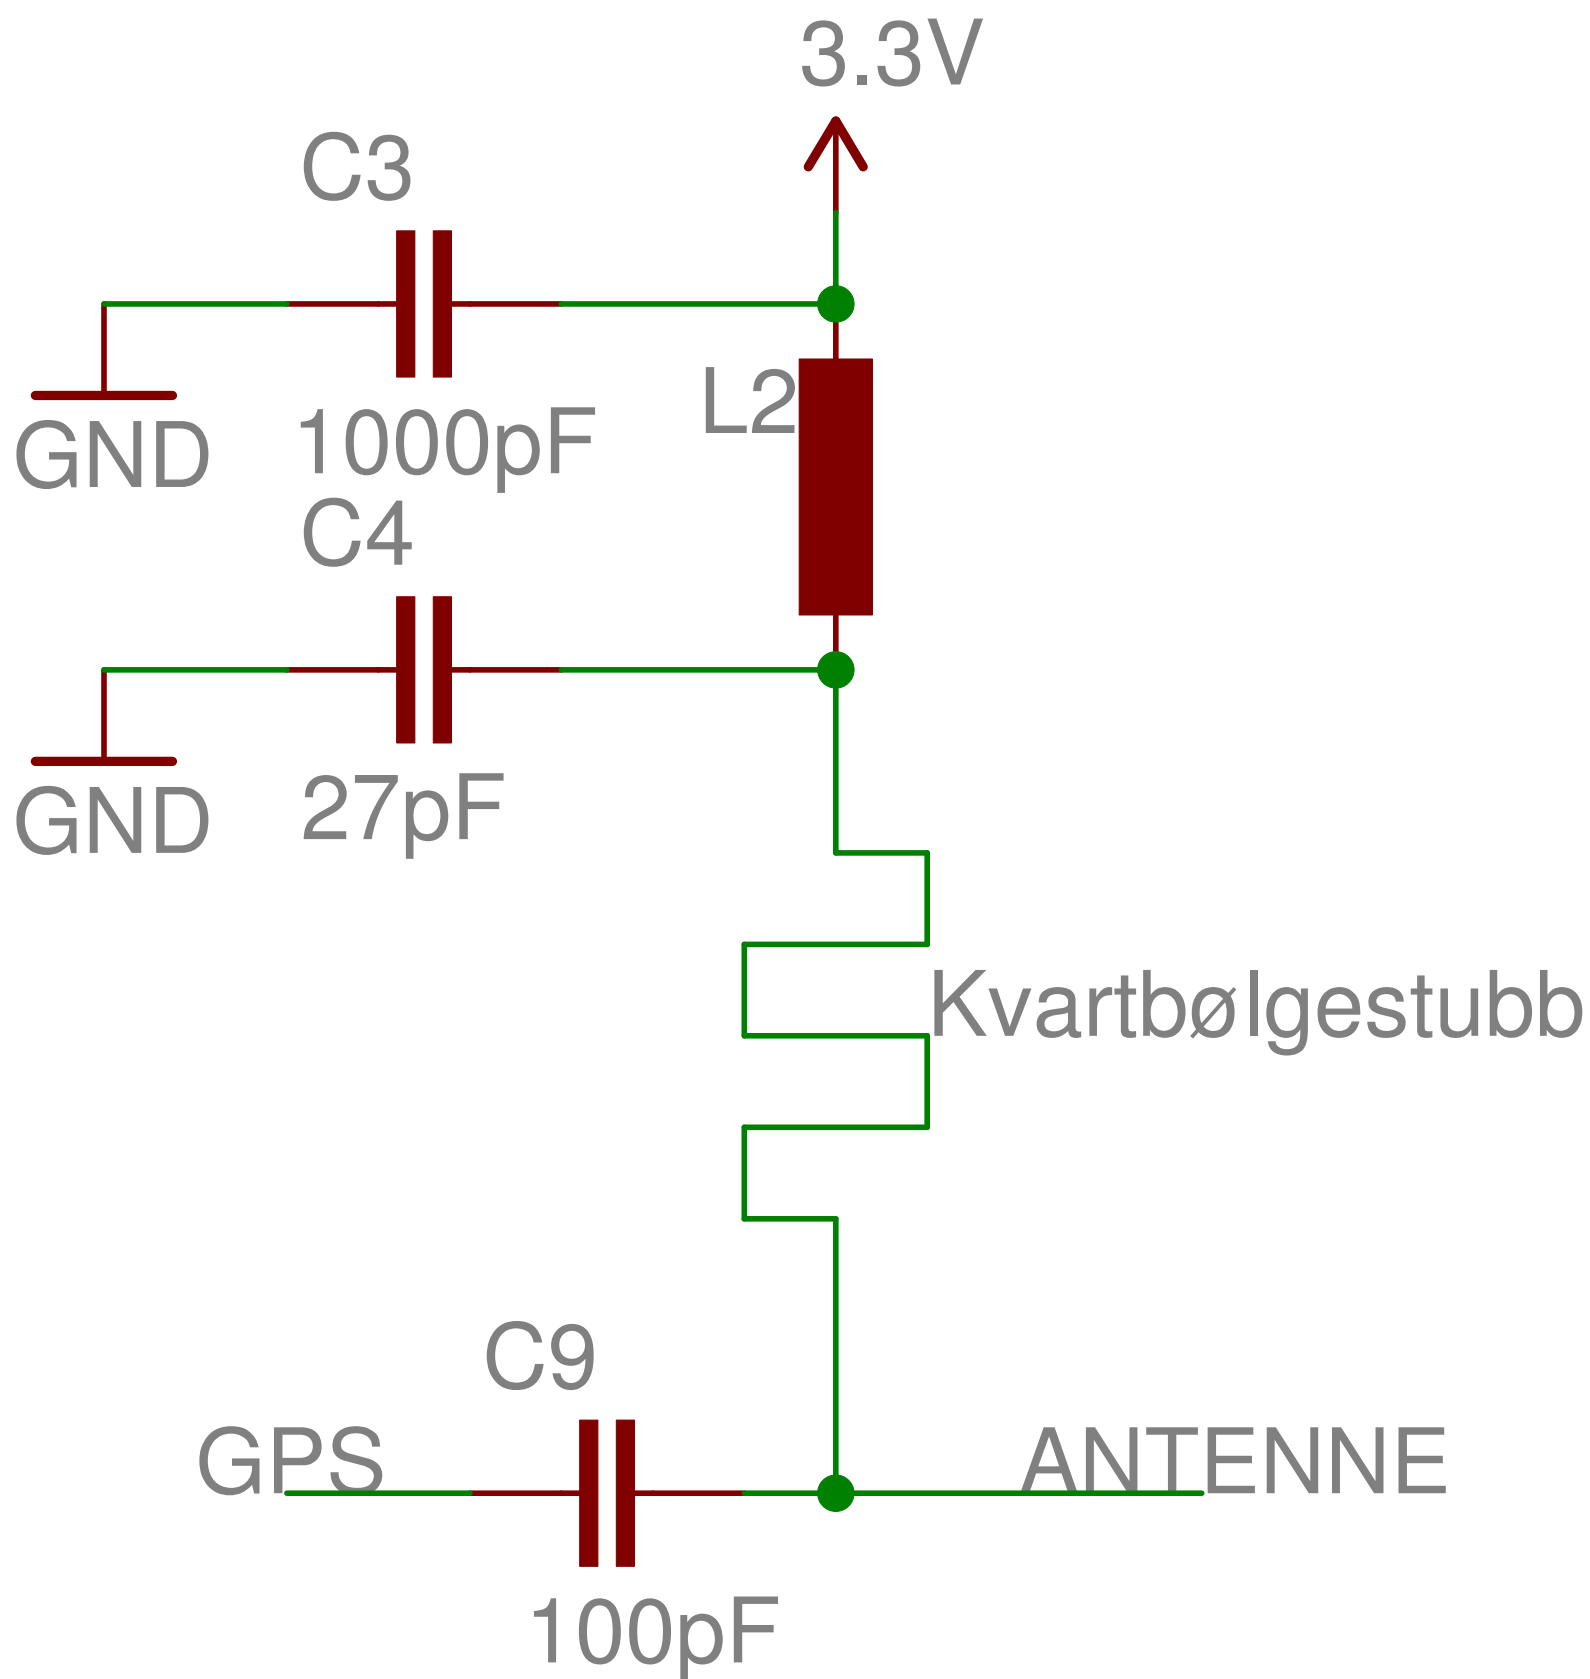 3.3V
C3
L2
GND
1000pF
C4
GND
27pF
Kvartbølgestubb
C9
GPS
ANTENNE
100pF